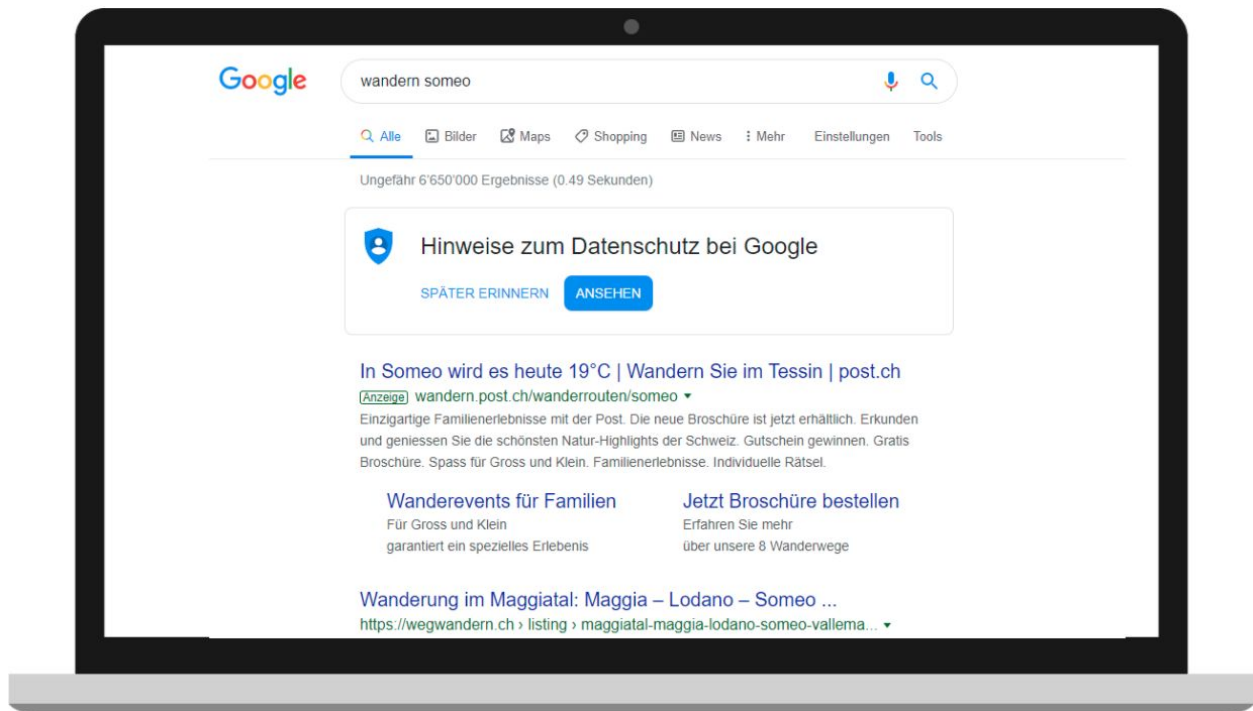 Google
wandern someo
Alle Bilder Maps Shopping News Mehr Einstellungen Tools
Ungefähr 6'650'000 Ergebnisse (0.49 Sekunden)
Hinweise zum Datenschutz bei Google
SPÄTER ERINNERN ANSEHEN
In Someo wird es heute 19°C | Wandern Sie im Tessin | post.ch
Anzeige wandern.post.ch/wanderrouten/someo
Einzigartige Familienerlebnisse mit der Post. Die neue Broschüre ist jetzt erhältlich. Erkunden
und geniessen Sie die schönsten Natur-Highlights der Schweiz. Gutschein gewinnen. Gratis
Broschüre. Spass für Gross und Klein. Familienerlebnisse. Individuelle Rätsel.
Wanderevents für Familien
Für Gross und Klein
garantiert ein spezielles Erlebenis
Jetzt Broschüre bestellen
Erfahren Sie mehr
über unsere 8 Wanderwege
Wanderung im Maggiatal: Maggia – Lodano – Someo ...
https://wegwandern.ch › listing › maggiatal-maggia-lodano-someo-vallema...